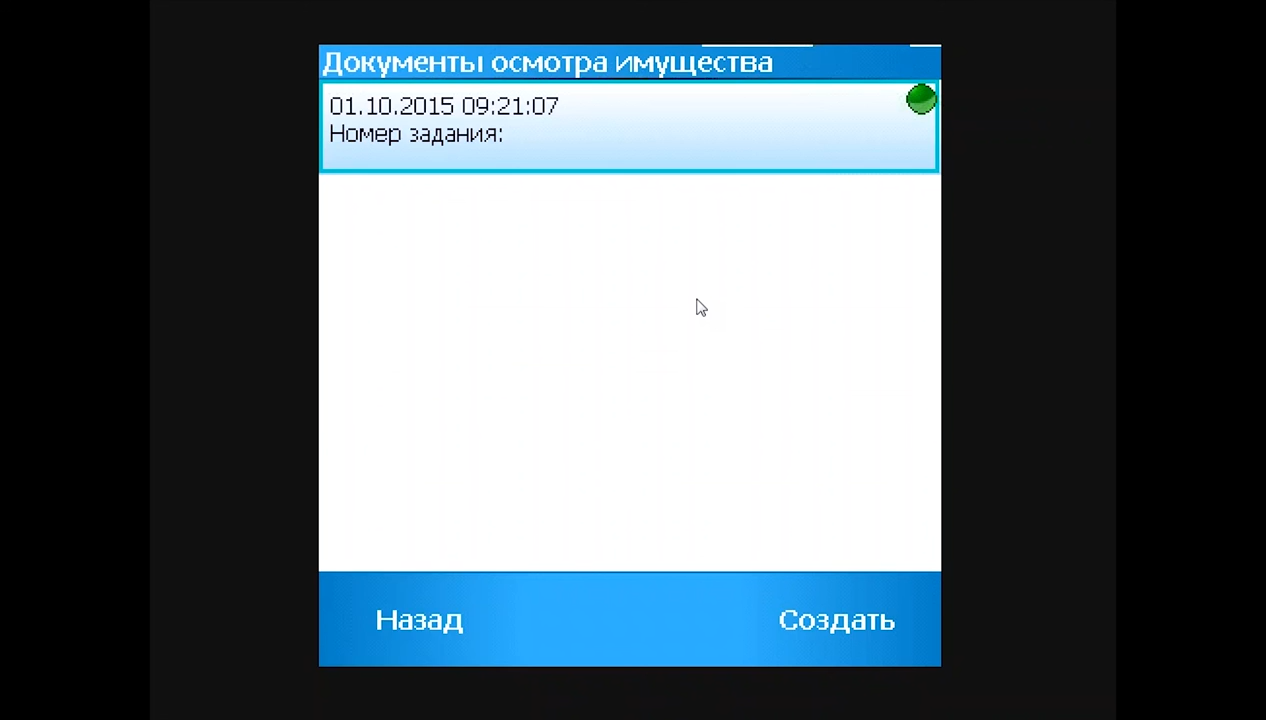 Документы осмотра имущества
01.10.2015 09:21:07
Номер задания:
Назад
Создать